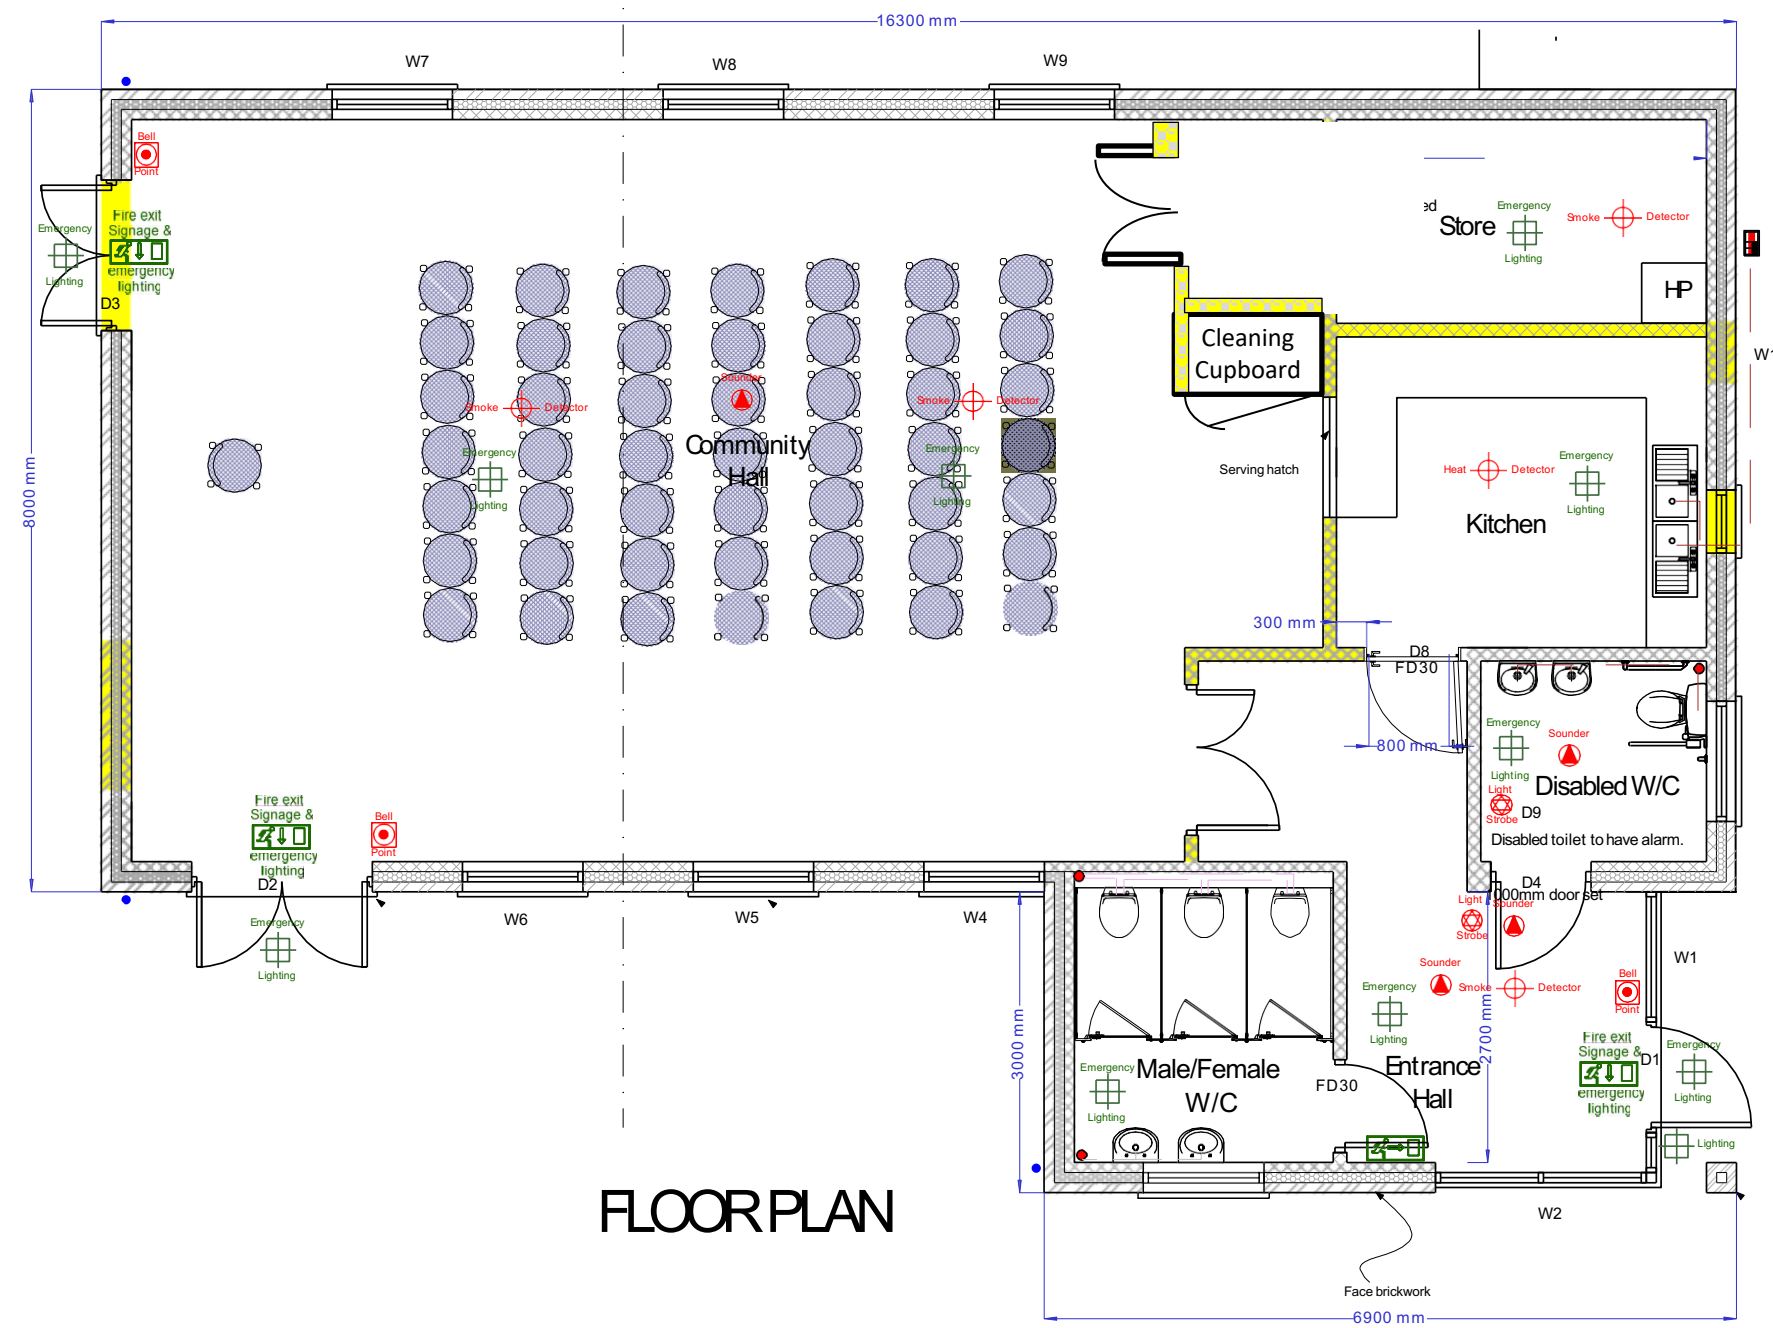 16300 mm
W7
W8
W9
Bell
Point
Fire exit
Signage &
emergency
lighting
Emergency
Lighting
D3
8000 mm
ed
Store
Emergency
Lighting
Smoke
Detector
HP
Cleaning
Cupboard
Sounder
Smoke
Detector
Smoke
Detector
Community
Hall
Emergency
Lighting
Emergency
Lighting
Serving hatch
Heat
Detector
Emergency
Lighting
Kitchen
300 mm
D8
FD30
800 mm
Emergency
Lighting
Sounder
Disabled W/C
Light
Strobe
D9
Disabled toilet to have alarm.
Fire exit
Signage &
emergency
lighting
D2
Bell
Point
Emergency
Lighting
W6
W5
W4
D4
000mm door set
Light
Strobe
Sounder
Sounder
Smoke
Detector
Bell
Point
W1
3000 mm
2700 mm
Emergency
Lighting
Fire exit
Signage &
emergency
lighting
D1
Emergency
Lighting
Lighting
Emergency
Lighting
Male/Female
W/C
FD30
Entrance
Hall
W2
FLOOR PLAN
Face brickwork
6900 mm